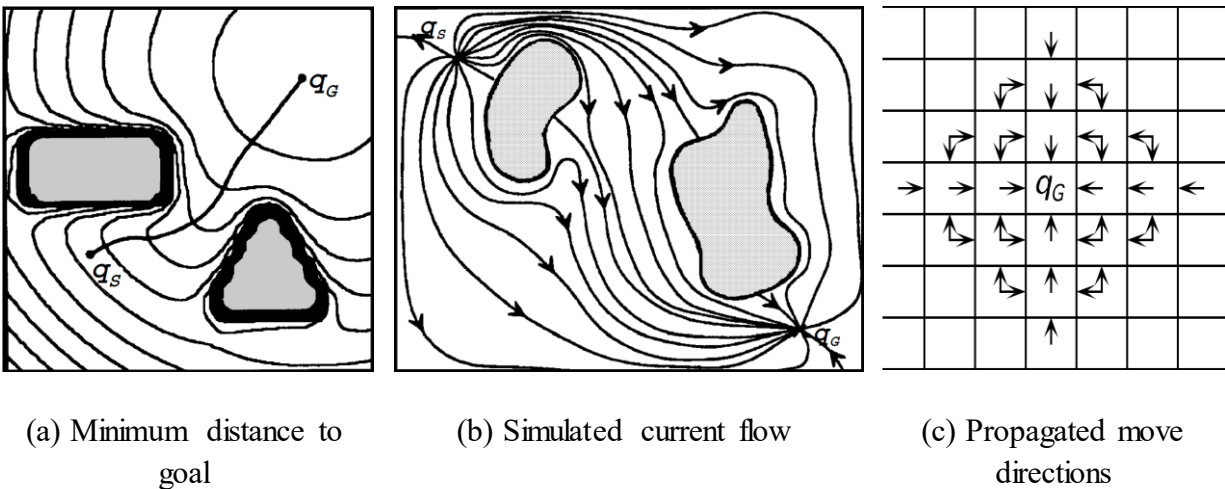 q_G
q_S
q_S
q_G
q_G
(a) Minimum distance to
goal
(b) Simulated current flow
(c) Propagated move
directions